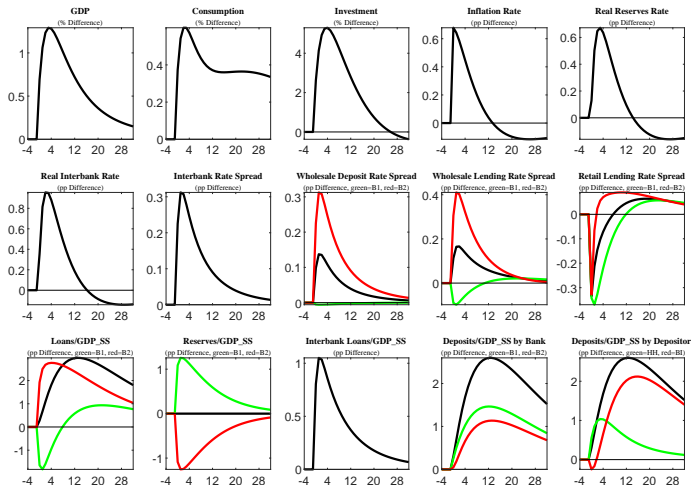 GDP
(% Difference)
1
0.5
0
-4 4 12 20 28
Consumption
(% Difference)
0.6
0.4
0.2
0
-4 4 12 20 28
Investment
(% Difference)
4
2
0
-4 4 12 20 28
Inflation Rate
(pp Difference)
0.6
0.4
0.2
0
-4 4 12 20 28
Real Reserves Rate
(pp Difference)
0.6
0.4
0.2
0
-4 4 12 20 28
Real Interbank Rate
(pp Difference)
0.8
0.6
0.4
0.2
0
-4 4 12 20 28
Interbank Rate Spread
(pp Difference)
0.3
0.2
0.1
0
-4 4 12 20 28
Wholesale Deposit Rate Spread
(pp Difference, green=B1, red=B2)
0.3
0.2
0.1
0
-4 4 12 20 28
Wholesale Lending Rate Spread
(pp Difference, green=B1, red=B2)
0.4
0.2
0
-4 4 12 20 28
Retail Lending Rate Spread
(pp Difference, green=B1, red=B2)
0.1
0
-0.1
-0.2
-0.3
-4 4 12 20 28
Loans/GDP_SS
(pp Difference, green=B1, red=B2)
2
1
0
-1
-4 4 12 20 28
Reserves/GDP_SS
(pp Difference, green=B1, red=B2)
1
0
-1
-4 4 12 20 28
Interbank Loans/GDP_SS
(pp Difference)
1
0.5
0
-4 4 12 20 28
Deposits/GDP_SS by Bank
(pp Difference, green=B1, red=B2)
2
1
0
-4 4 12 20 28
Deposits/GDP_SS by Depositor
(pp Difference, green=HH, red=BI)
2
1
0
-4 4 12 20 28